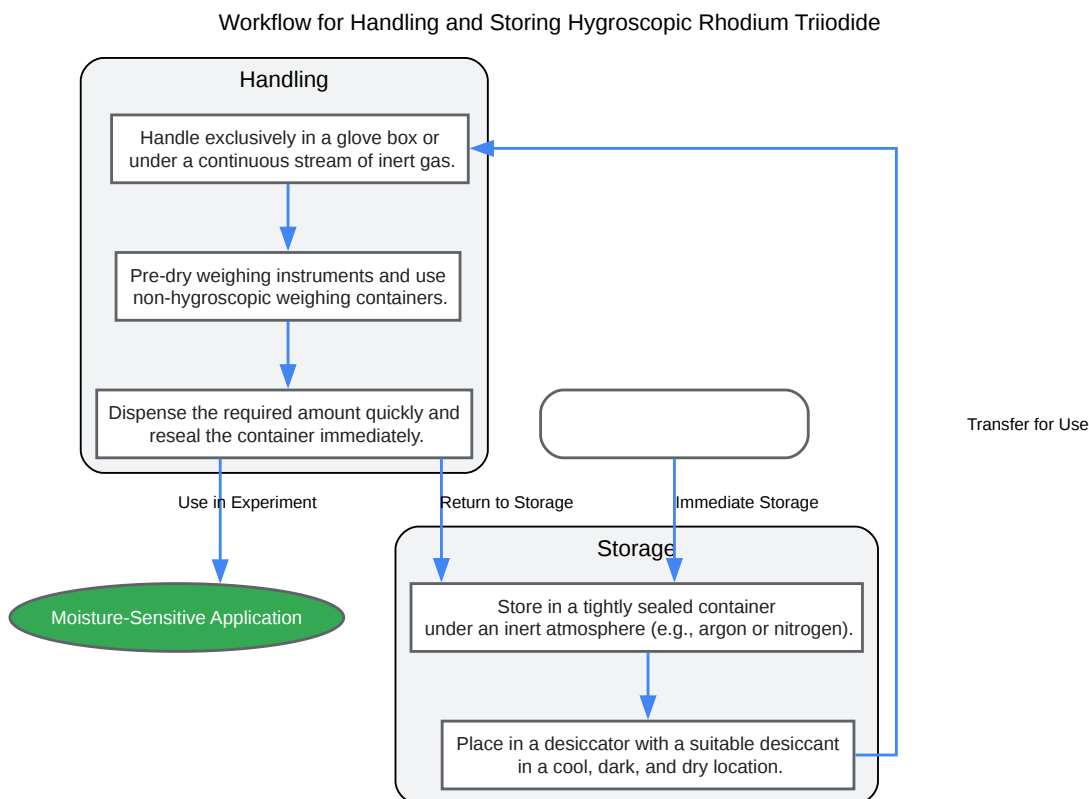 Workflow for Handling and Storing Hygroscopic Rhodium Triiodide
Handling
Handle exclusively in a glove box or
under a continuous stream of inert gas.
Pre-dry weighing instruments and use
non-hygroscopic weighing containers.
Dispense the required amount quickly and
reseal the container immediately.
Transfer for Use
Use in Experiment
Return to Storage
Immediate Storage
Storage
Moisture-Sensitive Application
Store in a tightly sealed container
under an inert atmosphere (e.g., argon or nitrogen).
Place in a desiccator with a suitable desiccant
in a cool, dark, and dry location.